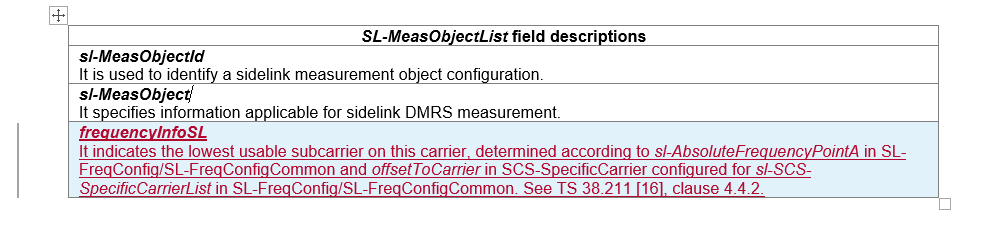 SL-MeasObjectList field descriptions
sl-MeasObjectId
It is used to identify a sidelink measurement object configuration.
sl-MeasObject
It specifies information applicable for sidelink DMRS measurement.
frequencyInfoSL
It indicates the lowest usable subcarrier on this carrier, determined according to sl-AbsoluteFrequencyPointA in SL-
FreqConfig/SL-FreqConfigCommon and offsetToCarrier in SCS-SpecificCarrier configured for sl-SCS-
SpecificCarrierList in SL-FreqConfig/SL-FreqConfigCommon. See TS 38.211 [16], clause 4.4.2.